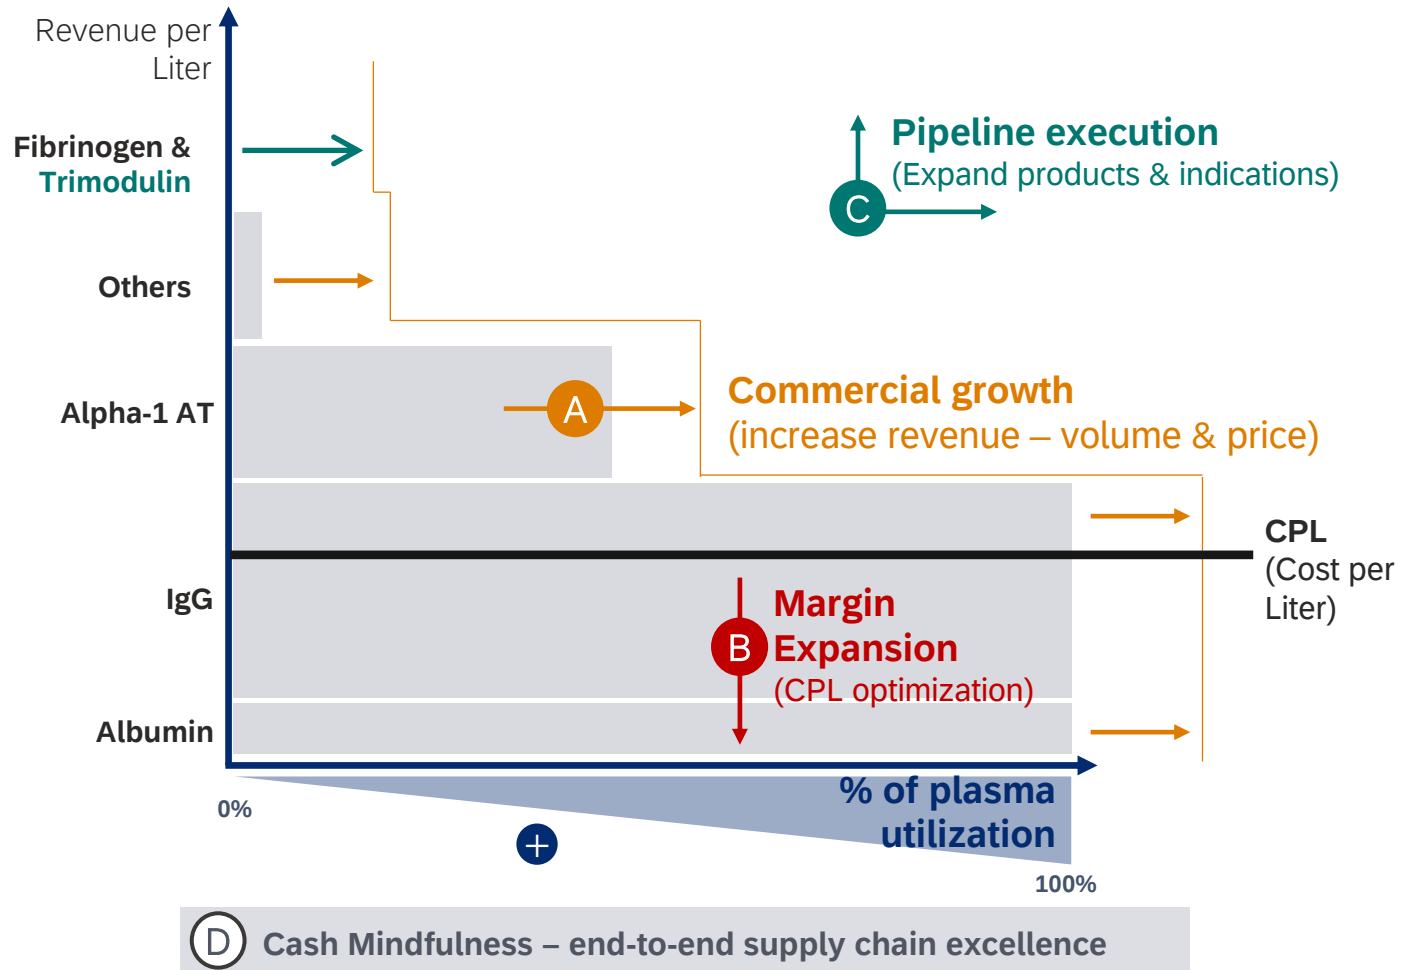 Revenue per
Liter
Fibrinogen &
Trimodulin
Pipeline execution
(Expand products & indications)
C
Others
Alpha-1 AT
A
Commercial growth
(increase revenue – volume & price)
CPL
(Cost per
Liter)
IgG
Margin
B
Expansion
(CPL optimization)
Albumin
0%
% of plasma
utilization
+
100%
D
Cash Mindfulness – end-to-end supply chain excellence